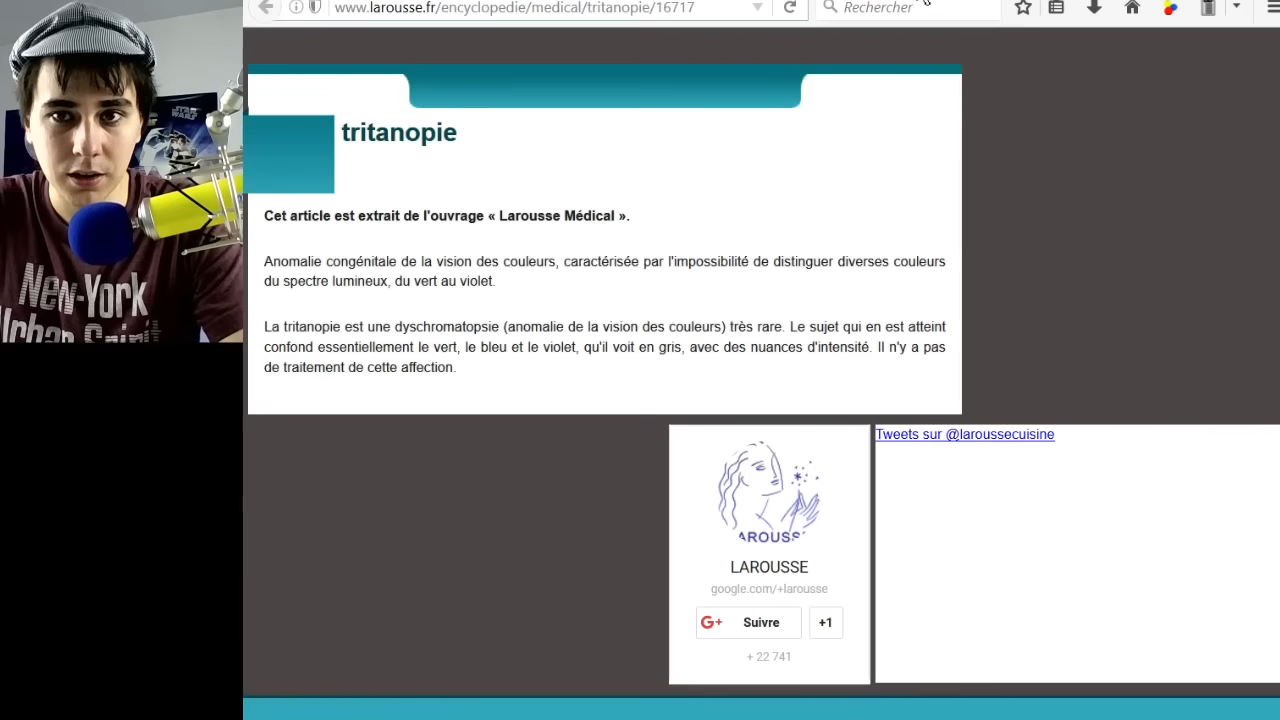 www.larousse.fr/encyclopedie/medical/tritanopie/16717
Rechercher
STAR
WARS
tritanopie
Cet article est extrait de l'ouvrage « Larousse Médical ».
Anomalie congénitale de la vision des couleurs, caractérisée par l'impossibilité de distinguer diverses couleurs
du spectre lumineux, du vert au violet.
La tritanopie est une dyschromatopsie (anomalie de la vision des couleurs) très rare. Le sujet qui en est atteint
confond essentiellement le vert, le bleu et le violet, qu'il voit en gris, avec des nuances d'intensité. Il n'y a pas
de traitement de cette affection.
New-York
Urban Spirit
Tweets sur @laroussecuisine
LAROUSSE
LAROUSSE
google.com/+larousse
G+ Suivre +1
+ 22 741